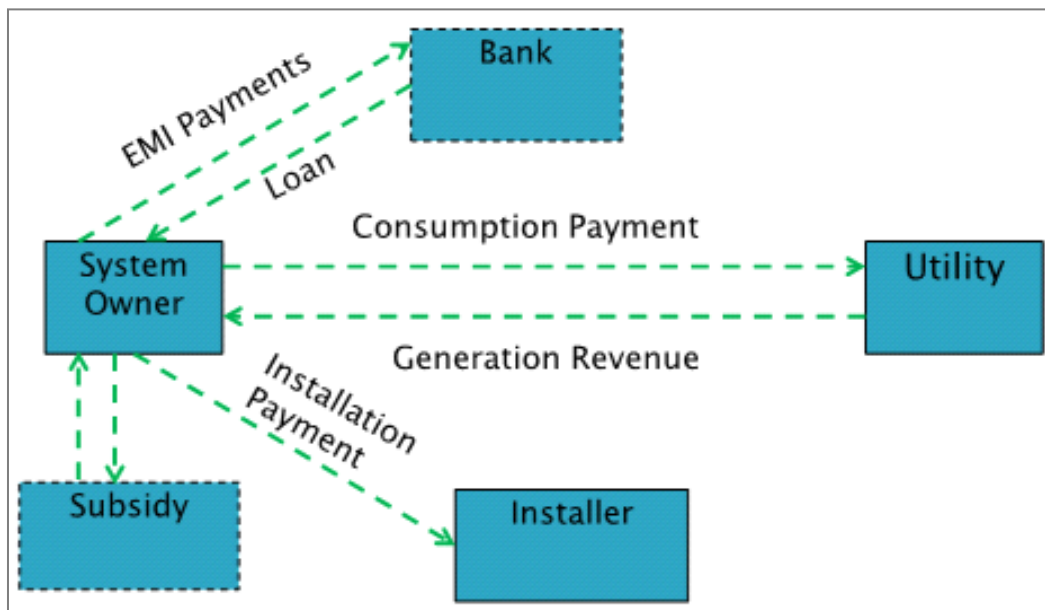 Bank
EMI Payments
Loan
Consumption Payment
System
Owner
Utility
Generation Revenue
Installation
Payment
Subsidy
Installer